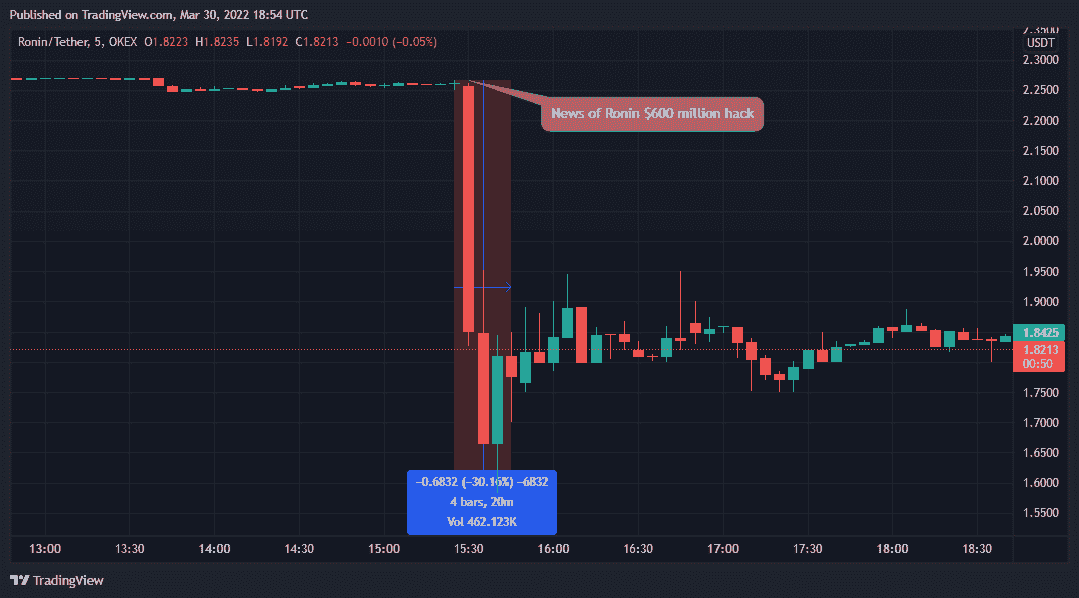 Published on TradingView.com, Mar 30, 2022 18:54 UTC
Ronin/Tether, 5, OKEX O1.8223 H1.8235 L1.8192 C1.8213 −0.0010 (−0.05%)
2.3500
USDT
2.3000
2.2500
News of Ronin $600 million hack
2.2000
2.1500
2.1000
2.0500
2.0000
1.9500
1.9000
1.8425
1.8213
00:50
1.7500
1.7000
1.6500
1.6000
1.5500
−0.6832 (−30.16%) −6832
4 bars, 20m
Vol 462.123K
13:00 13:30 14:00 14:30 15:00 15:30 16:00 16:30 17:00 17:30 18:00 18:30
TradingView